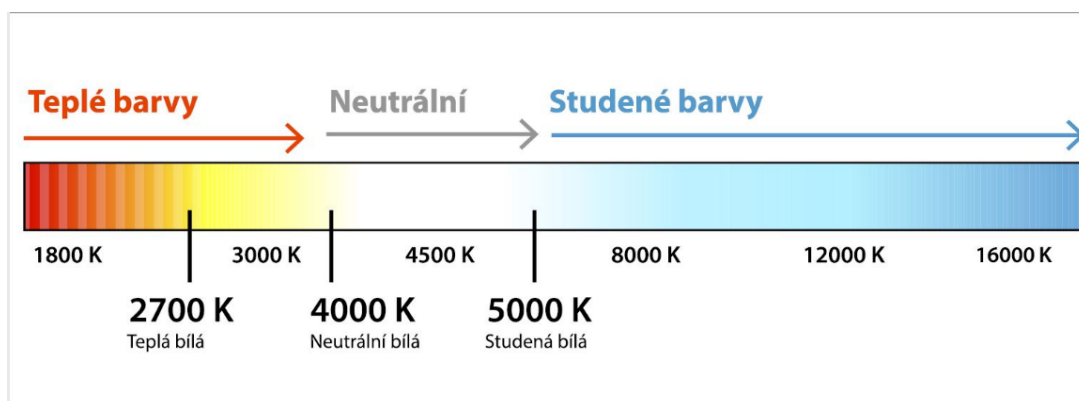 Teplé barvy Neutrální Studené barvy
1800 K 3000 K 4500 K 8000 K 12000 K 16000 K
2700 K 4000 K 5000 K
Teplá bílá Neutrální bílá Studená bílá